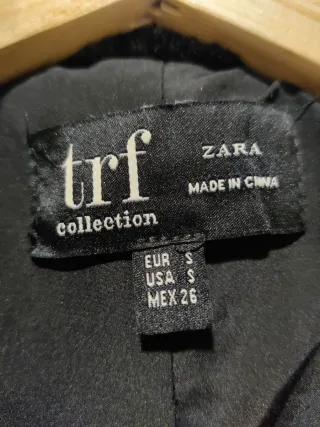 trf
collection
ZARA
MADE IN CHINA
EUR S
USA S
MEX 26